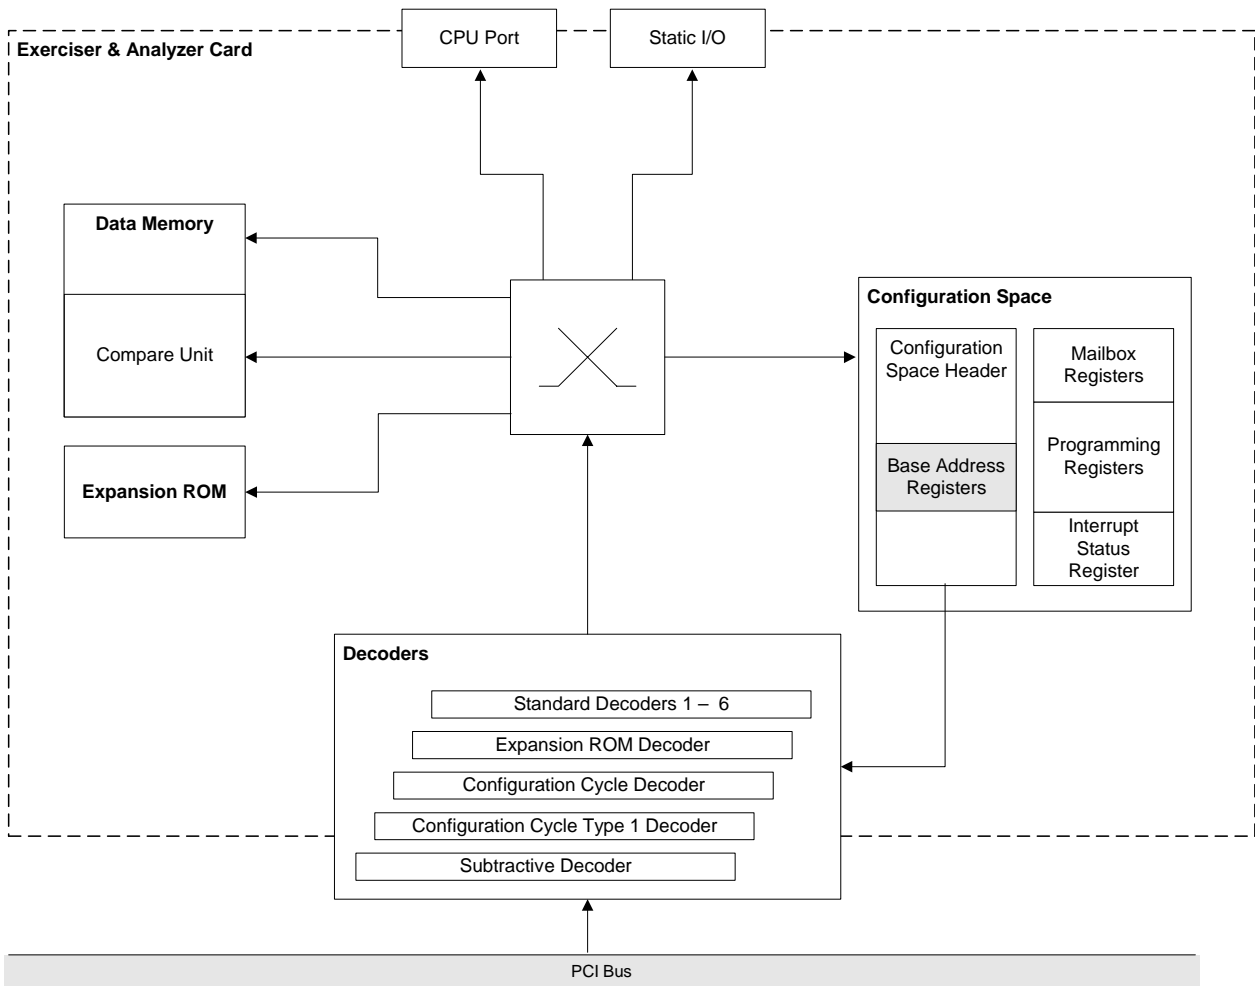 CPU Port
Static I/O
Exerciser & Analyzer Card
Data Memory
Compare Unit
Expansion ROM
Configuration Space
Configuration
Space Header
Base Address
Registers
Mailbox
Registers
Programming
Registers
Interrupt
Status
Register
Decoders
Standard Decoders 1 – 6
Expansion ROM Decoder
Configuration Cycle Decoder
Configuration Cycle Type 1 Decoder
Subtractive Decoder
PCI Bus